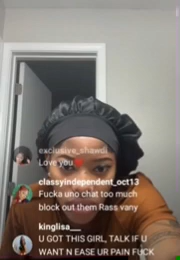 exclusive_shawdi
Love you
classyindependent_oct13
Fucka uno chat too much
block out them Rass vany
kinglisa__
U GOT THIS GIRL, TALK IF U
WANT N EASE UR PAIN FUCK